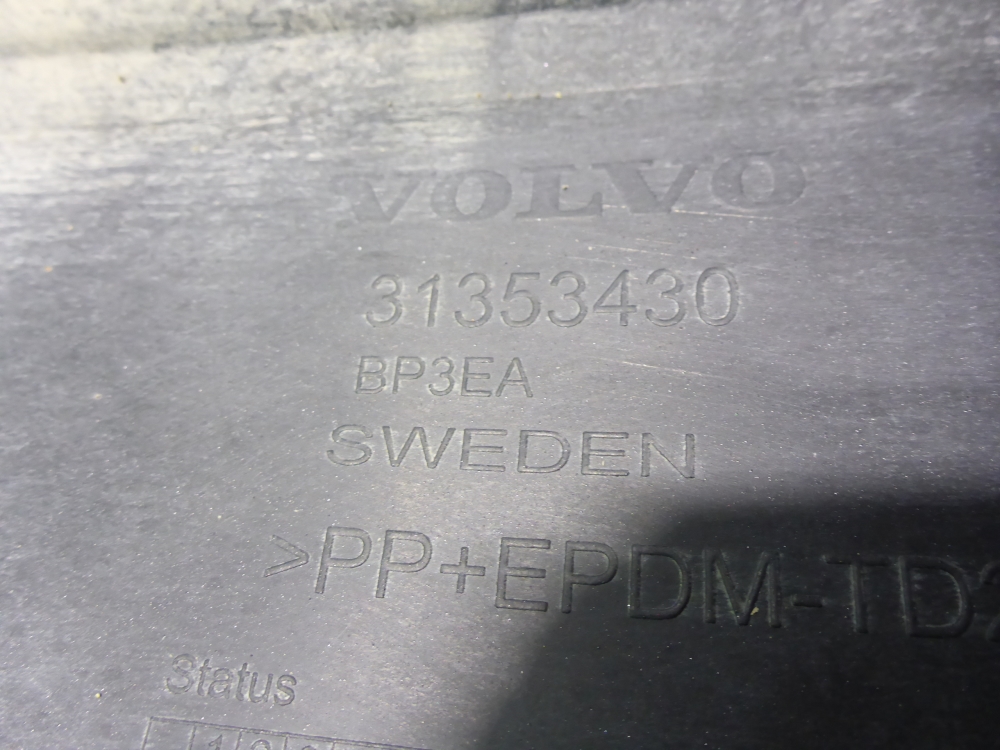 VOLVO
31353430
BP3EA
SWEDEN
>PP+EPDM-TD
Status